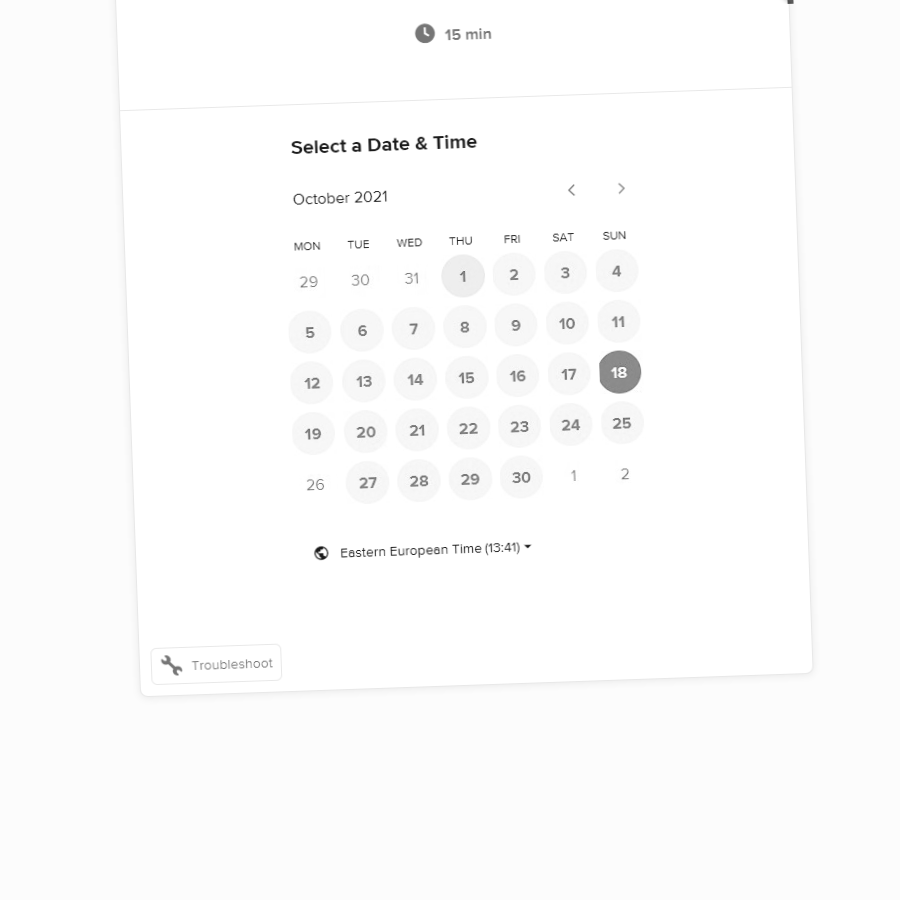 15 min
Select a Date & Time
October 2021
MON TUE WED THU FRI SAT SUN
29 30 31 1 2 3 4
5 6 7 8 9 10 11
12 13 14 15 16 17 18
19 20 21 22 23 24 25
26 27 28 29 30 1 2
Eastern European Time (13:41)
Troubleshoot